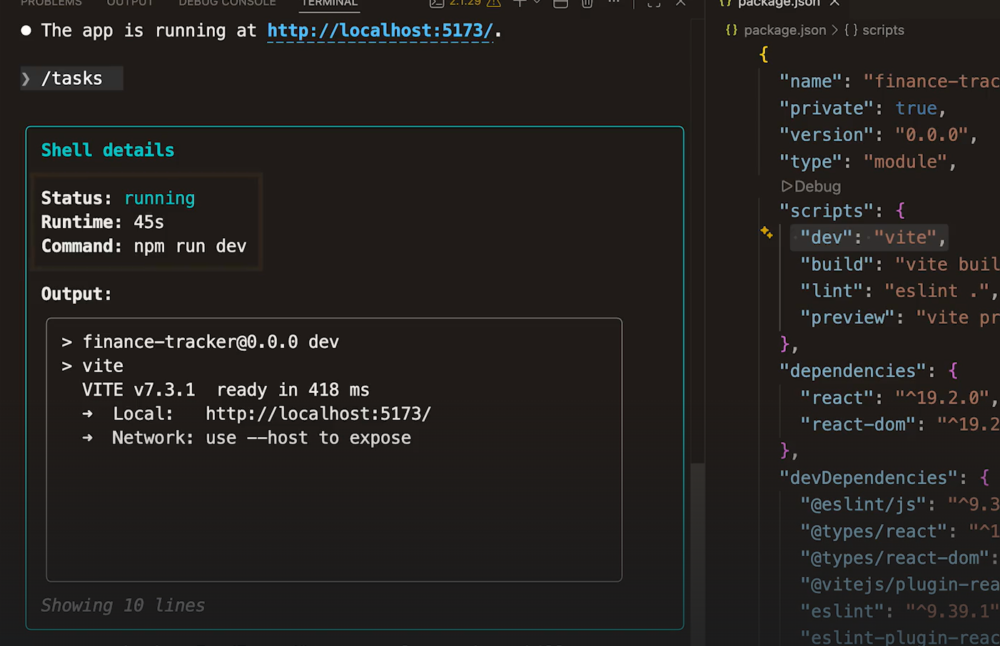 PROBLEMS OUTPUT DEBUG CONSOLE TERMINAL 2.1.29
● The app is running at http://localhost:5173/.
❯ /tasks
Shell details
Status: running
Runtime: 45s
Command: npm run dev
Output:
> finance-tracker@0.0.0 dev
> vite
VITE v7.3.1 ready in 418 ms
➜ Local: http://localhost:5173/
➜ Network: use --host to expose
Showing 10 lines
{} package.json ×
{} package.json > {} scripts
{
"name": "finance-trac
"private": true,
"version": "0.0.0",
"type": "module",
▷Debug
"scripts": {
"dev": "vite",
"build": "vite buil
"lint": "eslint .",
"preview": "vite pr
},
"dependencies": {
"react": "^19.2.0",
"react-dom": "^19.2
},
"devDependencies": {
"@eslint/js": "^9.3
"@types/react": "^1
"@types/react-dom":
"@vitejs/plugin-rea
"eslint": "^9.39.1"
"eslint-plugin-reac